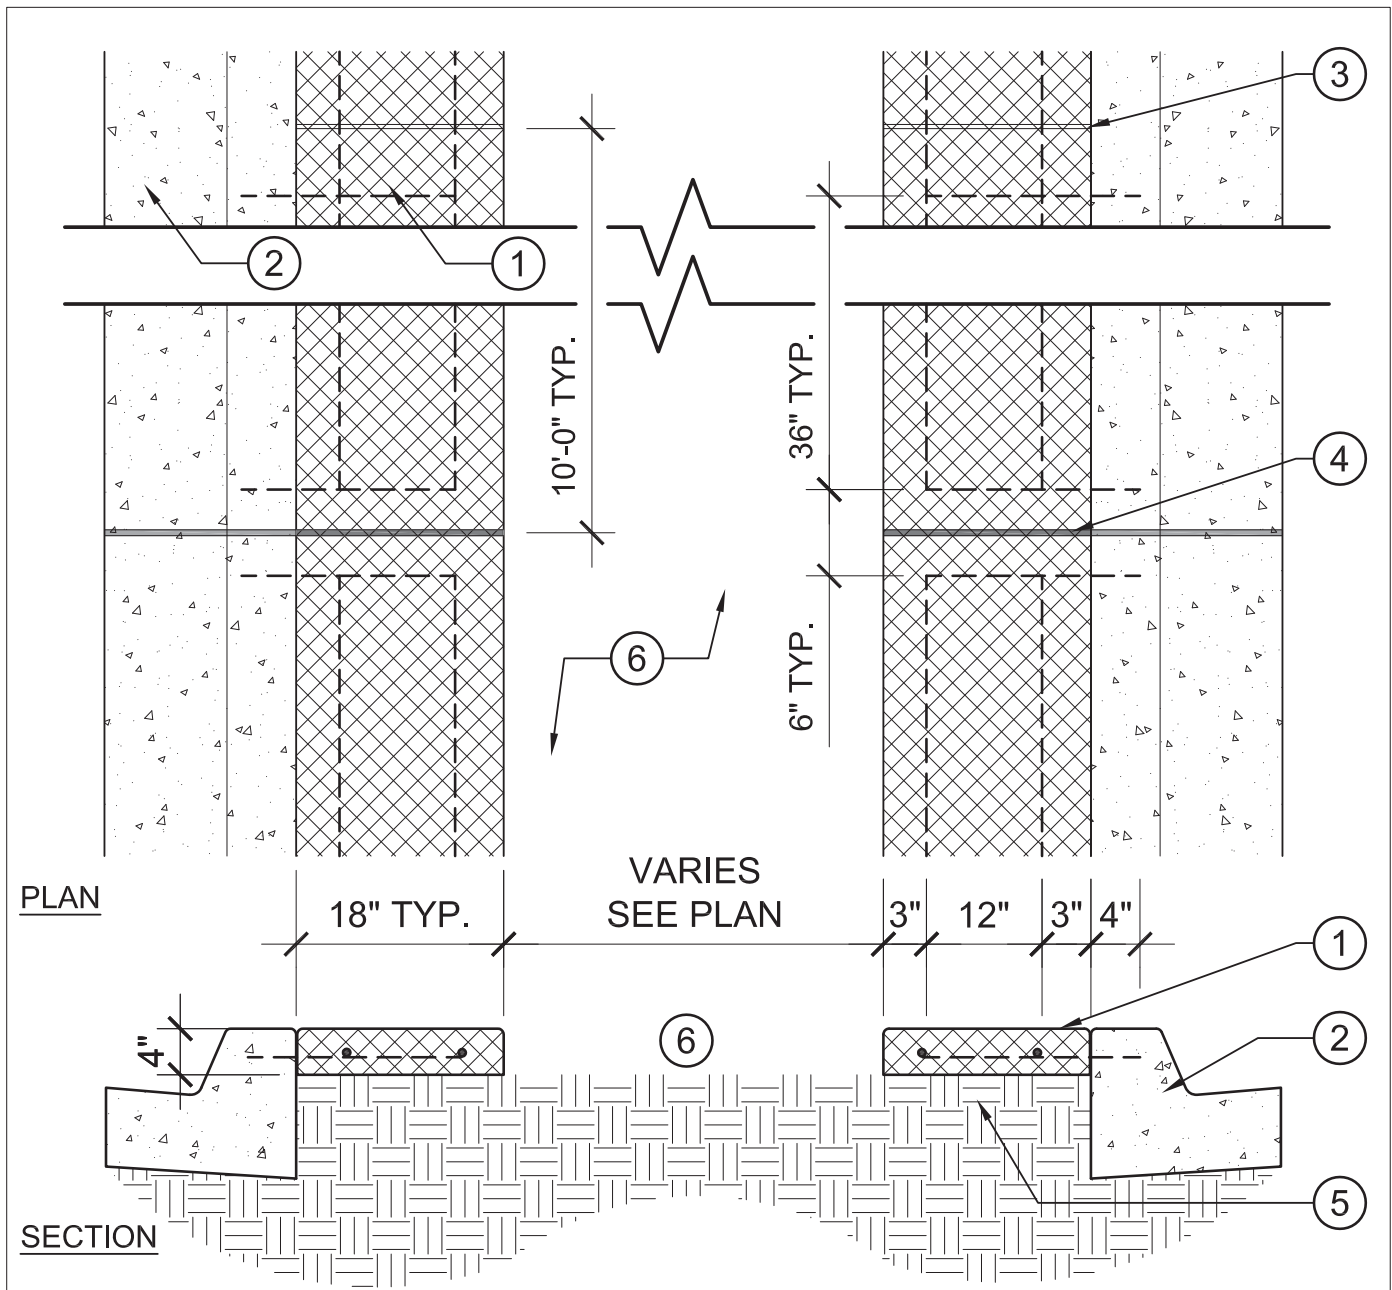 3
2
1
10'-0" TYP.
36" TYP.
4
6
6" TYP.
VARIES
SEE PLAN
PLAN
18" TYP.
3"
12"
3"
4"
1
6
2
4"
5
SECTION